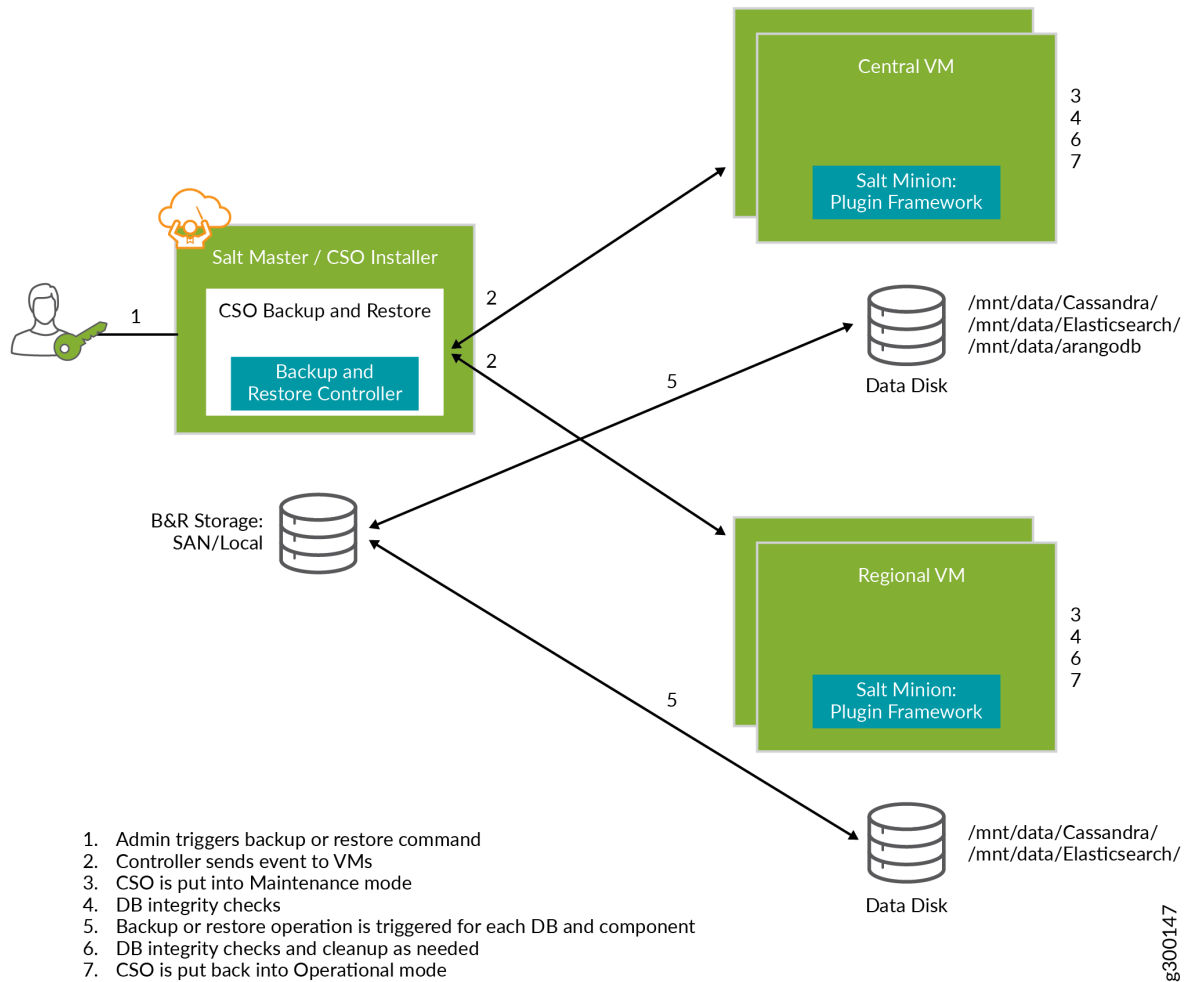 Central VM
3
4
6
7
Salt Minion:
Plugin Framework
Salt Master / CSO Installer
CSO Backup and Restore
Backup and
Restore Controller
1
2
2
/mnt/data/Cassandra/
/mnt/data/Elasticsearch/
/mnt/data/arangodb
Data Disk
5
B&R Storage:
SAN/Local
Regional VM
3
4
6
7
Salt Minion:
Plugin Framework
5
/mnt/data/Cassandra/
/mnt/data/Elasticsearch/
Data Disk
1. Admin triggers backup or restore command
2. Controller sends event to VMs
3. CSO is put into Maintenance mode
4. DB integrity checks
5. Backup or restore operation is triggered for each DB and component
6. DB integrity checks and cleanup as needed
7. CSO is put back into Operational mode
g300147